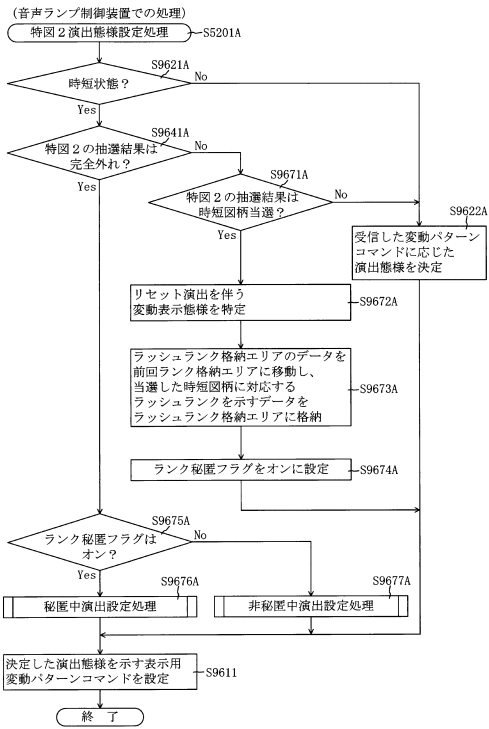 (音声ランプ制御装置での処理)
特図2演出態様設定処理
S5201A
S9621A
時短状態?
No
Yes
S9641A
特図2の抽選結果は
完全外れ?
No
Yes
S9671A
特図2の抽選結果は
時短図柄当選?
No
Yes
S9622A
受信した変動パターン
コマンドに応じた
演出態様を決定
リセット演出を伴う
変動表示態様を特定
S9672A
ラッシュランク格納エリアのデータを
前回ランク格納エリアに移動し、
当選した時短図柄に対応する
ラッシュランクを示すデータを
ラッシュランク格納エリアに格納
S9673A
ランク秘匿フラグをオンに設定
S9674A
S9675A
ランク秘匿フラグは
オン?
No
Yes
S9676A
秘匿中演出設定処理
S9677A
非秘匿中演出設定処理
決定した演出態様を示す表示用
変動パターンコマンドを設定
S9611
終 了